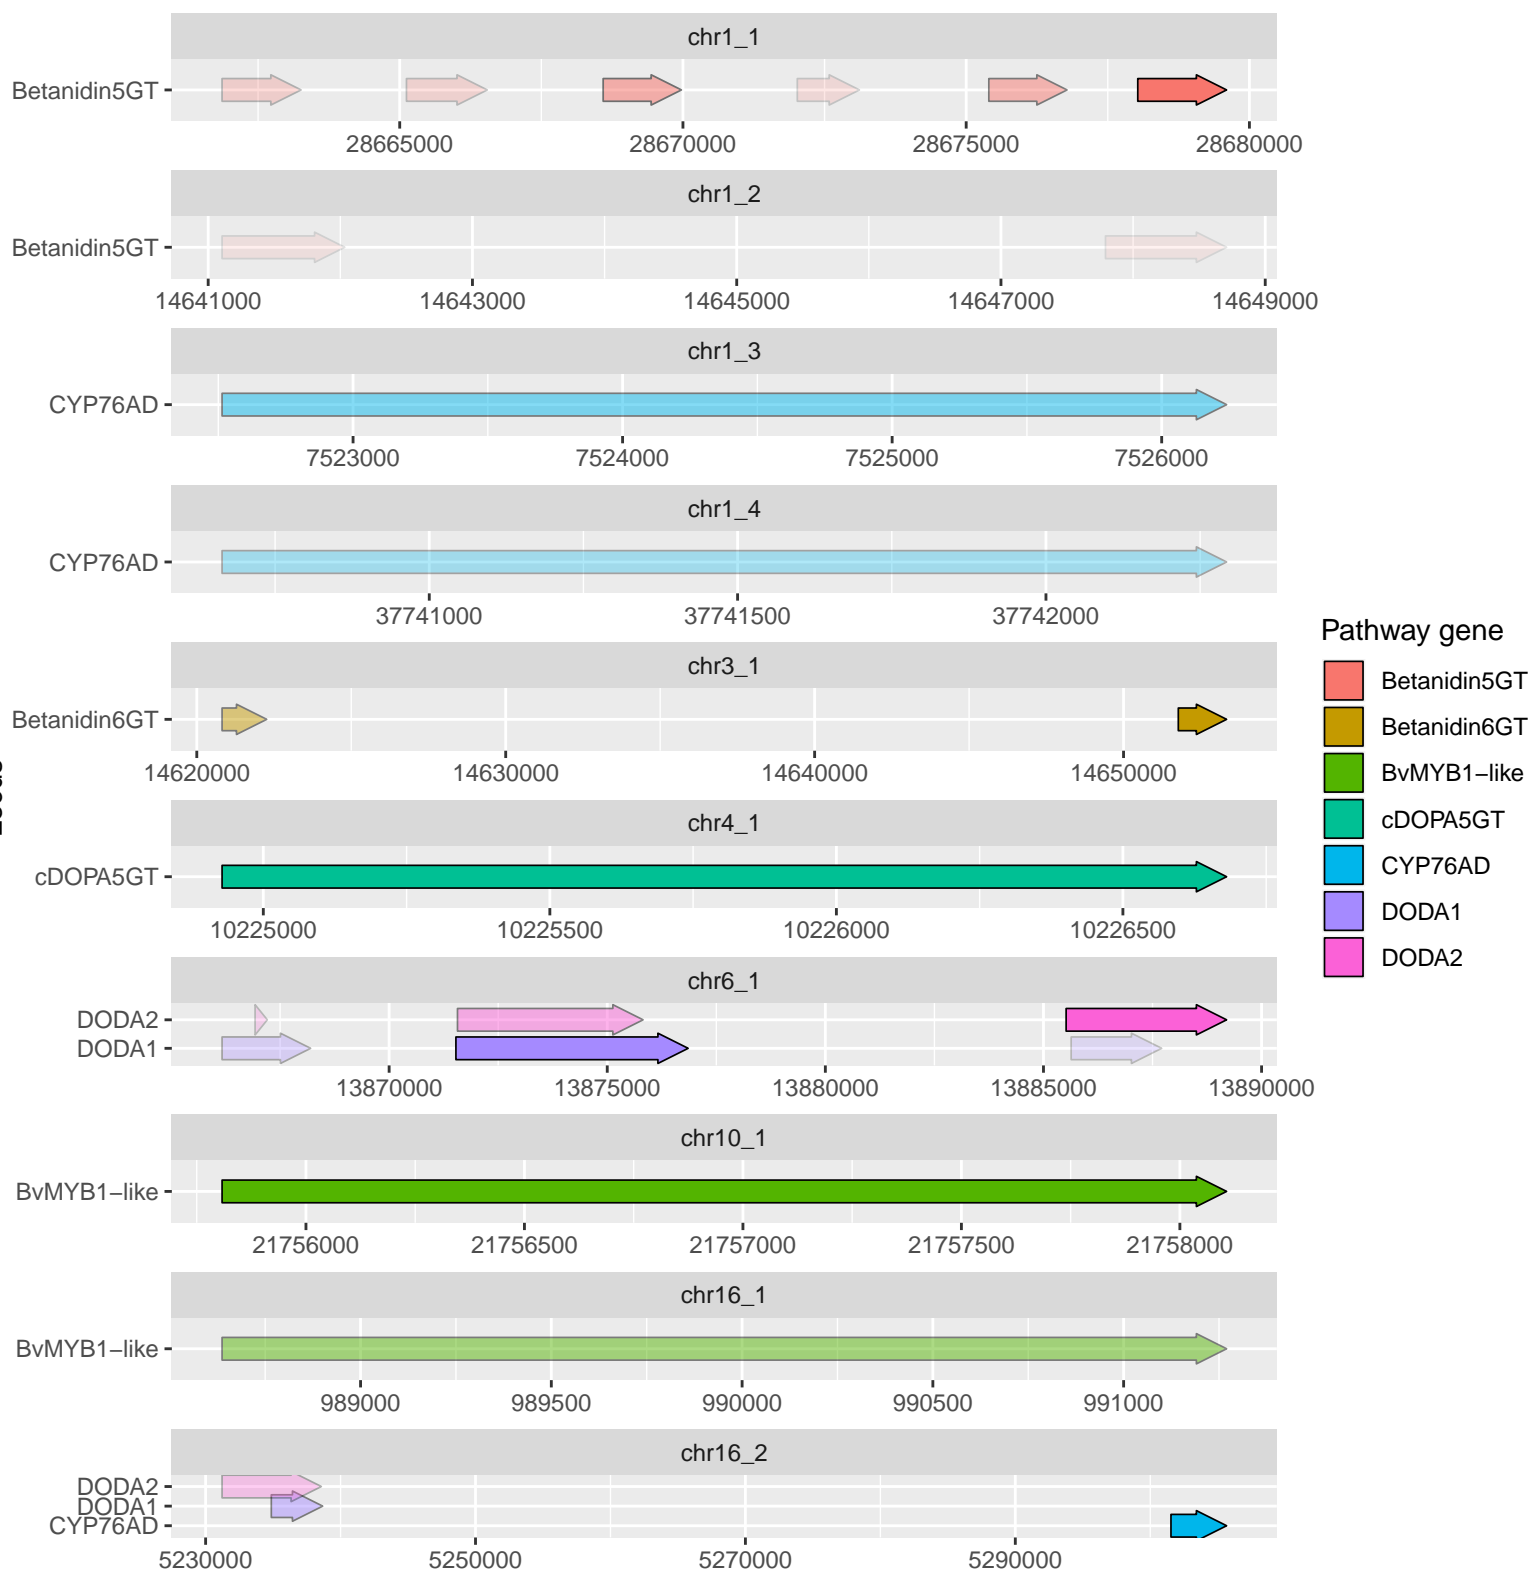 chr1_1
Betanidin5GT
28665000 28670000 28675000 28680000
chr1_2
Betanidin5GT
14641000 14643000 14645000 14647000 14649000
chr1_3
CYP76AD
7523000 7524000 7525000 7526000
chr1_4
CYP76AD
37741000 37741500 37742000
chr3_1
Betanidin6GT
14620000 14630000 14640000 14650000
chr4_1
cDOPA5GT
10225000 10225500 10226000 10226500
chr6_1
DODA2
DODA1
13870000 13875000 13880000 13885000 13890000
chr10_1
BvMYB1−like
21756000 21756500 21757000 21757500 21758000
chr16_1
BvMYB1−like
989000 989500 990000 990500 991000
chr16_2
DODA2
DODA1
CYP76AD
5230000 5250000 5270000 5290000
Pathway gene
Betanidin5GT
Betanidin6GT
BvMYB1−like
cDOPA5GT
CYP76AD
DODA1
DODA2